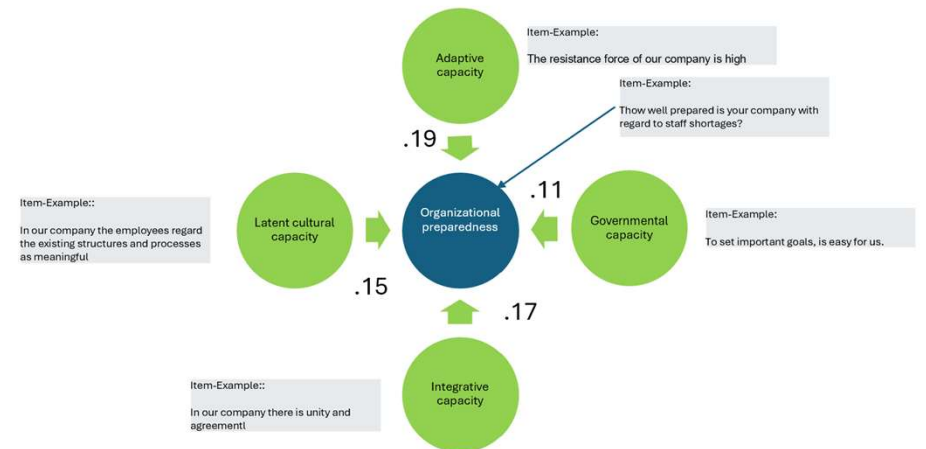 Item-Example:
The resistance force of our company is high
Adaptive
capacity
Item-Example:
Thow well prepared is your company with
regard to staff shortages?
.19
.11
Item-Example::
In our company the employees regard
the existing structures and processes
as meaningful
Latent cultural
capacity
Organizational
preparedness
Governmental
capacity
Item-Example:
To set important goals, is easy for us.
.15
.17
Item-Example::
In our company there is unity and
agreementl
Integrative
capacity